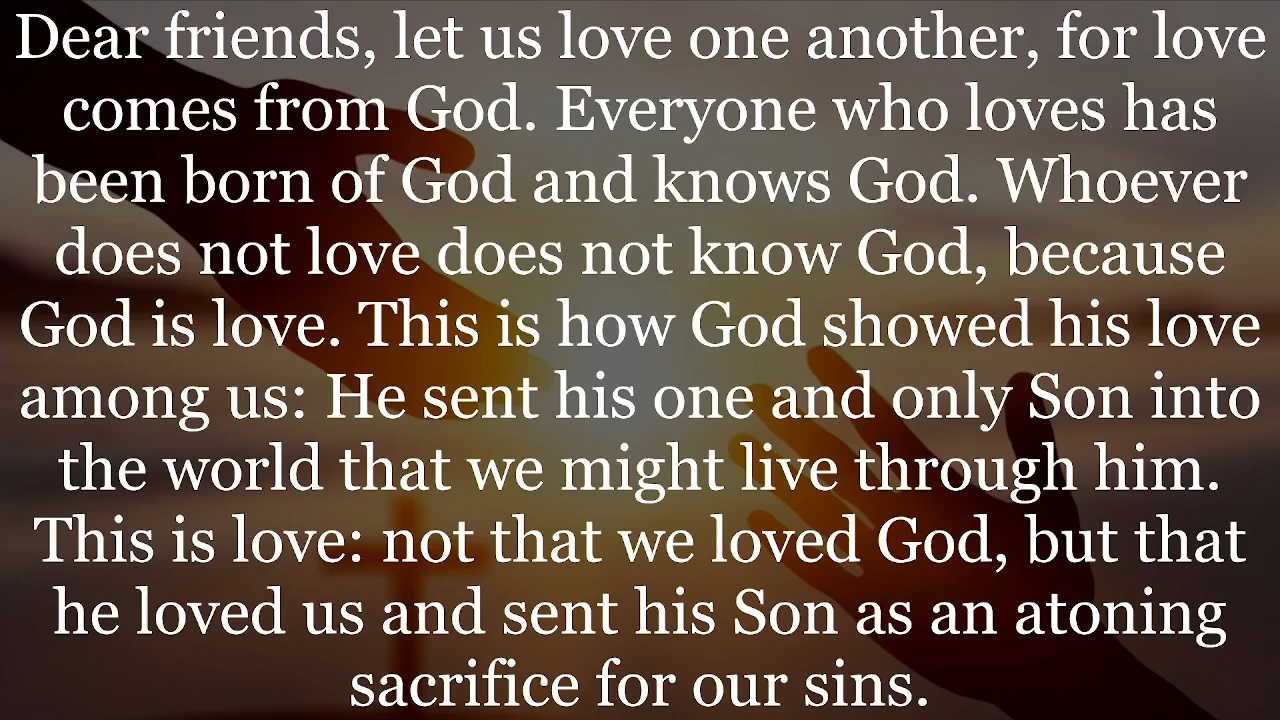 Dear friends, let us love one another, for love
comes from God. Everyone who loves has
been born of God and knows God. Whoever
does not love does not know God, because
God is love. This is how God showed his love
among us: He sent his one and only Son into
the world that we might live through him.
This is love: not that we loved God, but that
he loved us and sent his Son as an atoning
sacrifice for our sins.